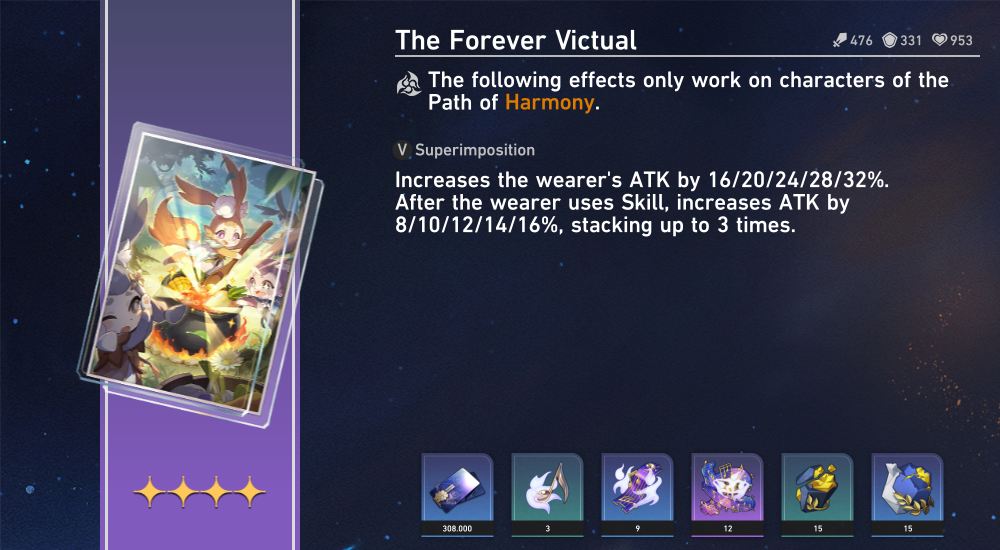 The Forever Victual
476 331 953
The following effects only work on characters of the
Path of Harmony.
V Superimposition
Increases the wearer's ATK by 16/20/24/28/32%.
After the wearer uses Skill, increases ATK by
8/10/12/14/16%, stacking up to 3 times.
308.000 3 9 12 15 15